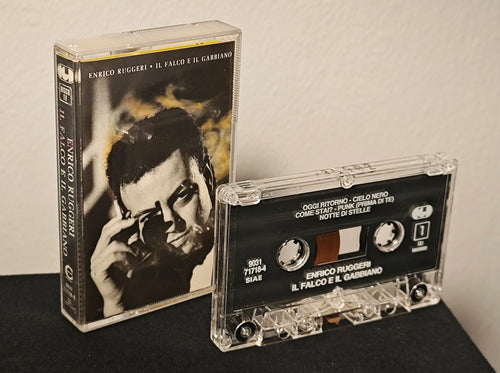 ENRICO RUGGERI • IL FALCO E IL GABBIANO
ENRICO RUGGERI
IL FALCO E IL GABBIANO
OGGI RITORNO - CIELO NERO
COME STAI? - PUNK (PRIMA DI TE)
NOTTE DI STELLE
1
9031
71719-4
SIAE
ENRICO RUGGERI
IL FALCO E IL GABBIANO